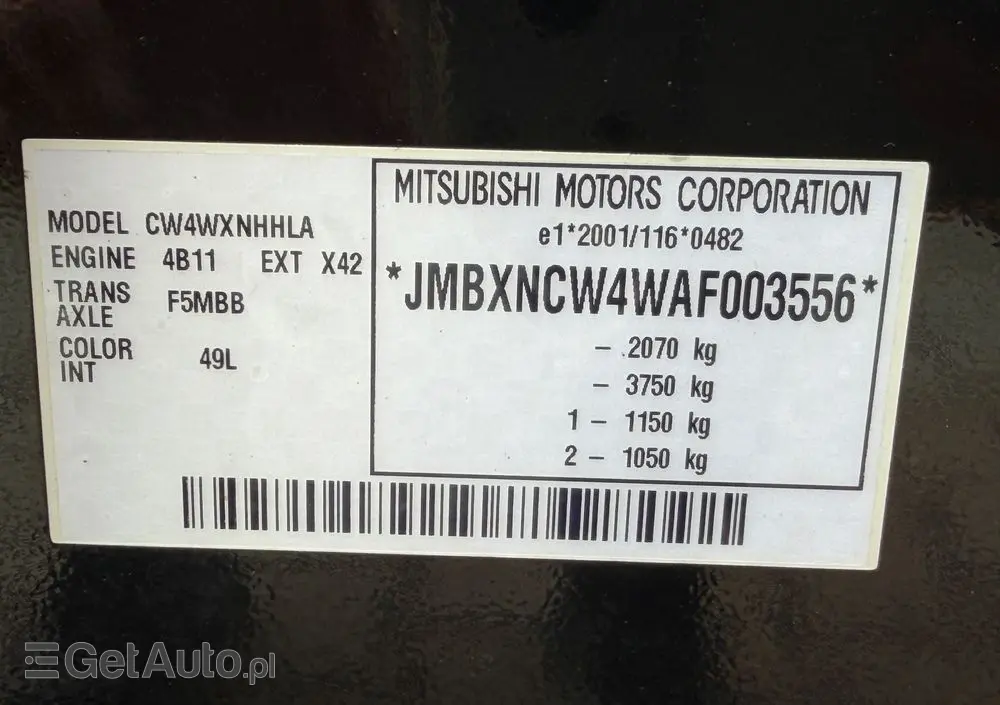 MODEL CW4WXNHHLA
ENGINE 4B11 EXT X42
TRANS AXLE F5MBB
COLOR INT 49L
MITSUBISHI MOTORS CORPORATION
e1*2001/116*0482
*JMBXNCW4WAF003556*
- 2070 kg
- 3750 kg
1 - 1150 kg
2 - 1050 kg
GetAuto.pl